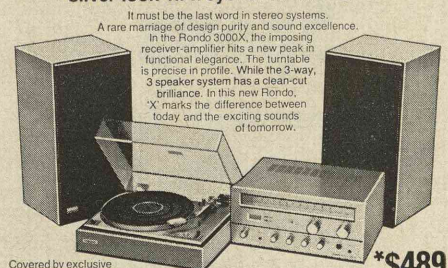 It must be the last word in stereo systems.
A rare marriage of design purity and sound excellence.
In the Rondo 3000X, the imposing
receiver-amplifier hits a new peak in
functional elegance. The turntable
is precise in profile. While the 3-way,
3 speaker system has a clean-cut
brilliance. In this new Rondo,
'X' marks the difference between
today and the exciting sounds
of tomorrow.
Covered by exclusive
*$489